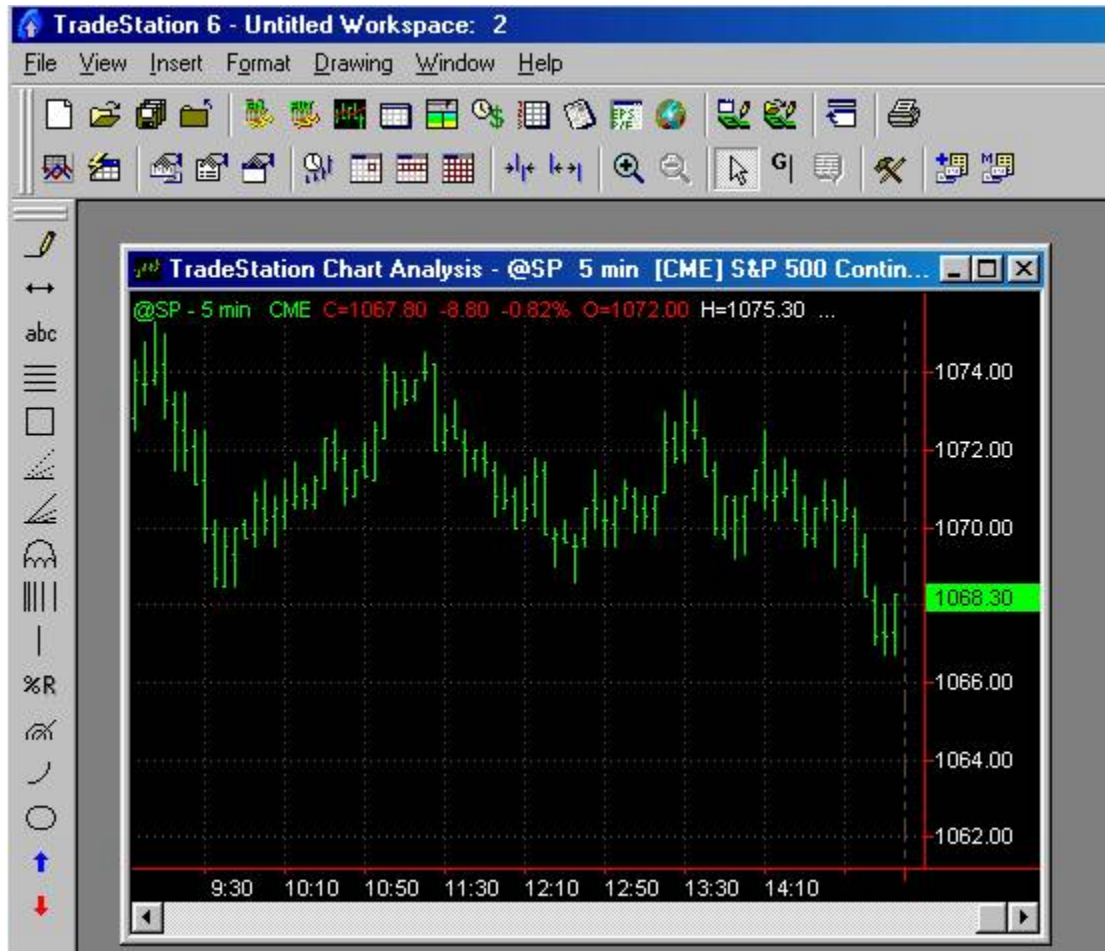 TradeStation 6 - Untitled Workspace: 2
File View Insert Format Drawing Window Help
TradeStation Chart Analysis - @SP 5 min [CME] S&P 500 Contin...
@SP - 5 min CME C=1067.80 -8.80 -0.82% O=1072.00 H=1075.30 ...
abc
%R
G
1074.00
1072.00
1070.00
1068.30
1066.00
1064.00
1062.00
9:30 10:10 10:50 11:30 12:10 12:50 13:30 14:10